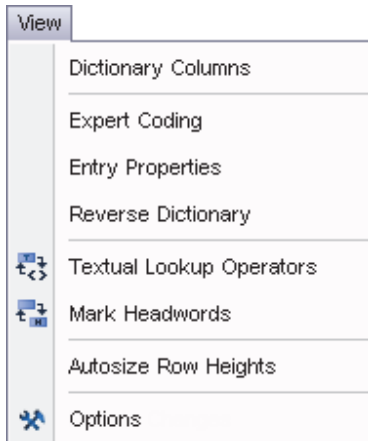 View
Dictionary Columns
Expert Coding
Entry Properties
Reverse Dictionary
Textual Lookup Operators
Mark Headwords
Autosize Row Heights
Options